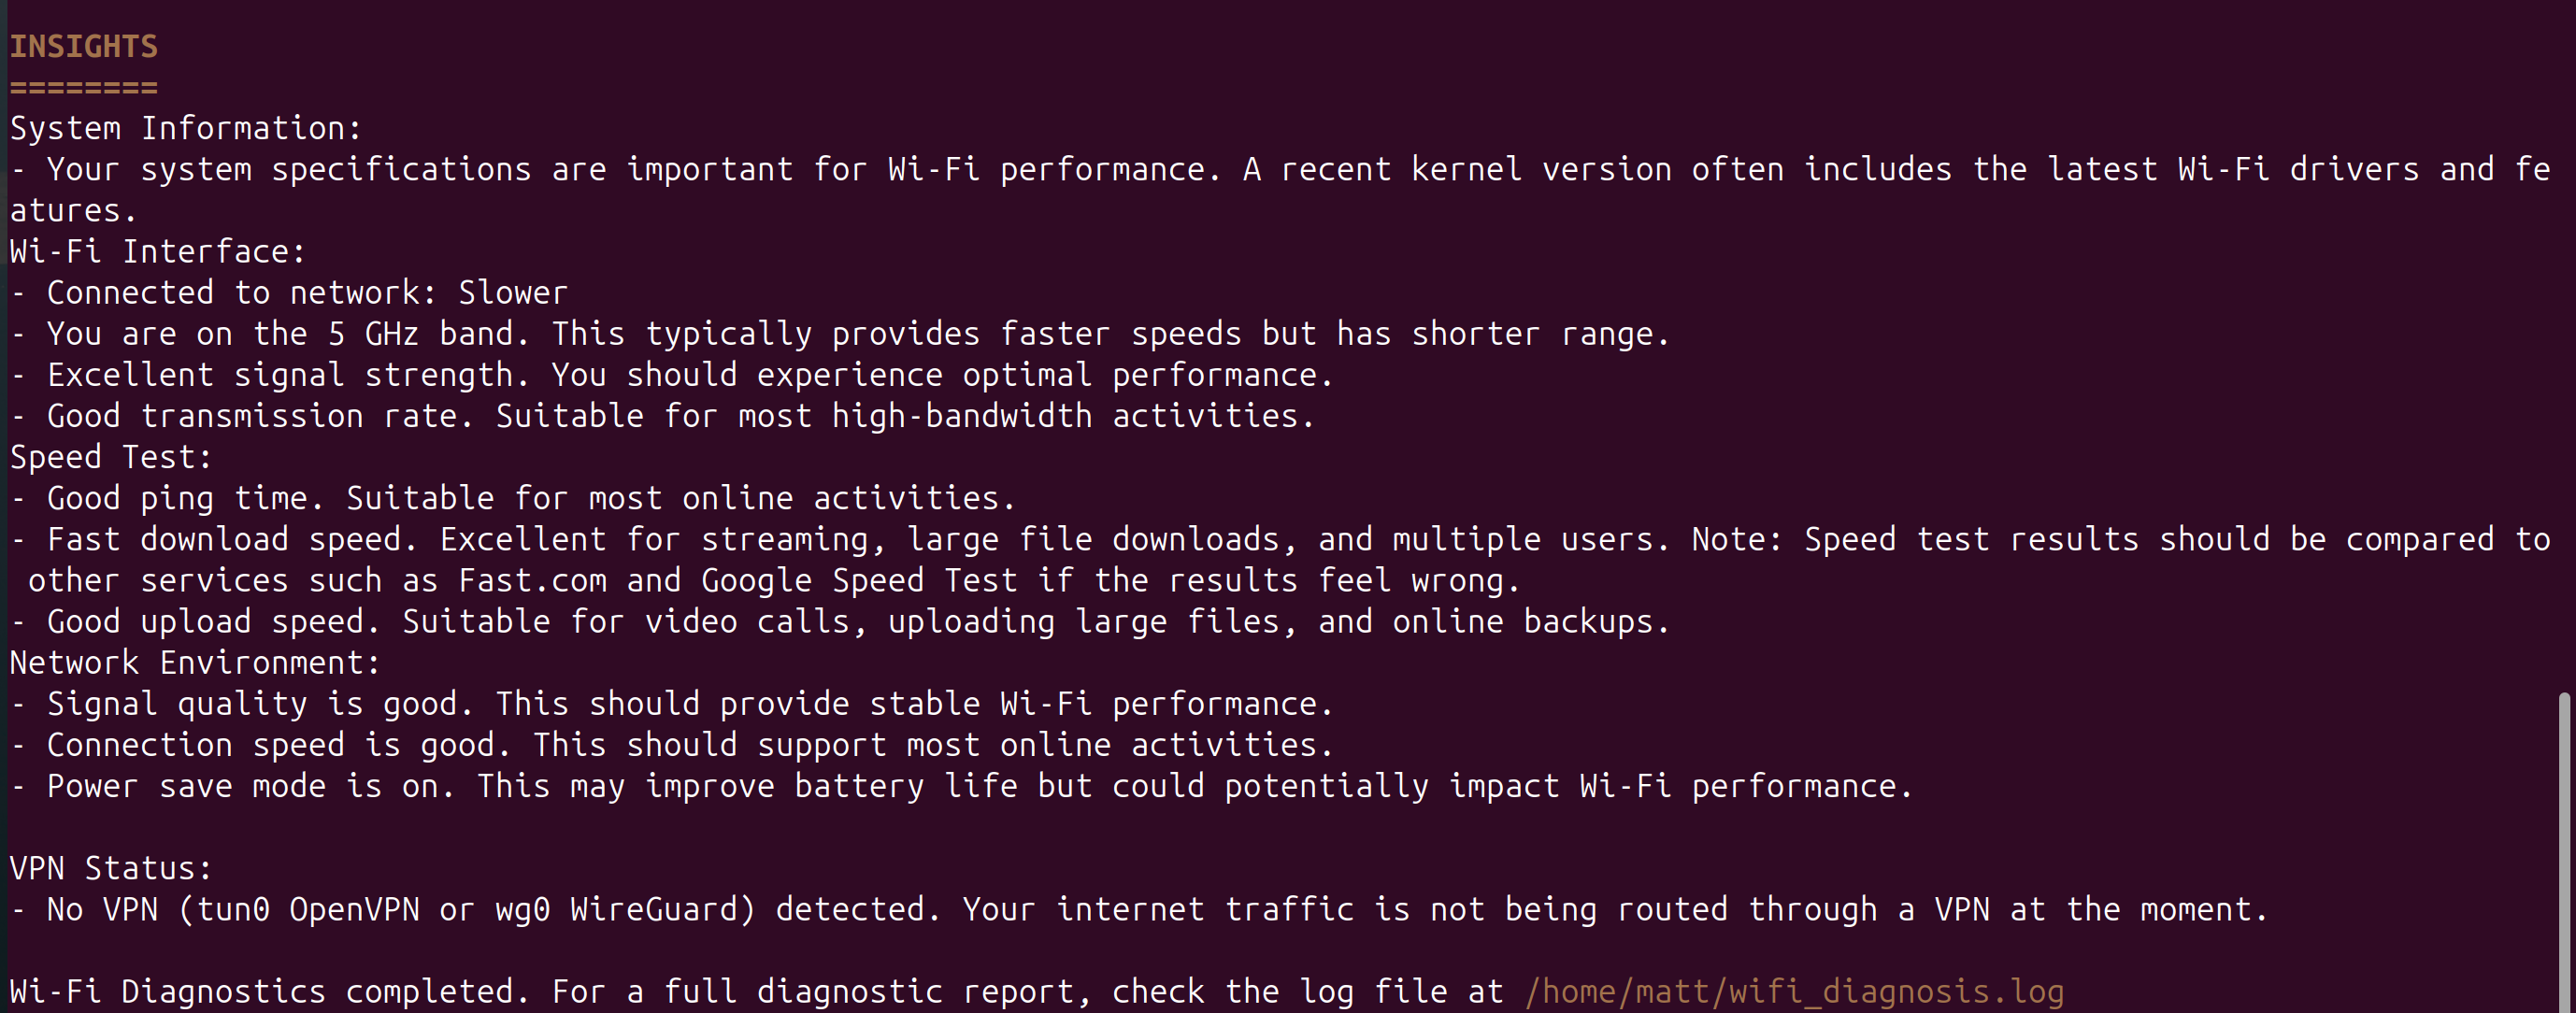 INSIGHTS
========
System Information:
- Your system specifications are important for Wi-Fi performance. A recent kernel version often includes the latest Wi-Fi drivers and fe
atures.
Wi-Fi Interface:
- Connected to network: Slower
- You are on the 5 GHz band. This typically provides faster speeds but has shorter range.
- Excellent signal strength. You should experience optimal performance.
- Good transmission rate. Suitable for most high-bandwidth activities.
Speed Test:
- Good ping time. Suitable for most online activities.
- Fast download speed. Excellent for streaming, large file downloads, and multiple users. Note: Speed test results should be compared to
 other services such as Fast.com and Google Speed Test if the results feel wrong.
- Good upload speed. Suitable for video calls, uploading large files, and online backups.
Network Environment:
- Signal quality is good. This should provide stable Wi-Fi performance.
- Connection speed is good. This should support most online activities.
- Power save mode is on. This may improve battery life but could potentially impact Wi-Fi performance.
VPN Status:
- No VPN (tun0 OpenVPN or wg0 WireGuard) detected. Your internet traffic is not being routed through a VPN at the moment.
Wi-Fi Diagnostics completed. For a full diagnostic report, check the log file at /home/matt/wifi_diagnosis.log